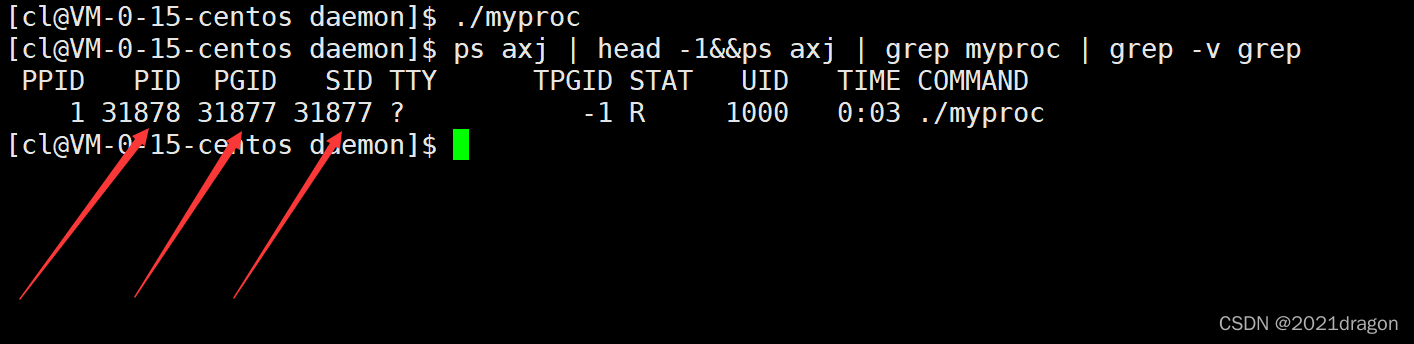 [cl@VM-0-15-centos daemon]$ ./myproc
[cl@VM-0-15-centos daemon]$ ps axj | head -1&&ps axj | grep myproc | grep -v grep
 PPID   PID  PGID   SID TTY      TPGID STAT   UID   TIME COMMAND
    1 31878 31877 31877 ?           -1 R     1000   0:03 ./myproc
[cl@VM-0-15-centos daemon]$
CSDN @2021dragon